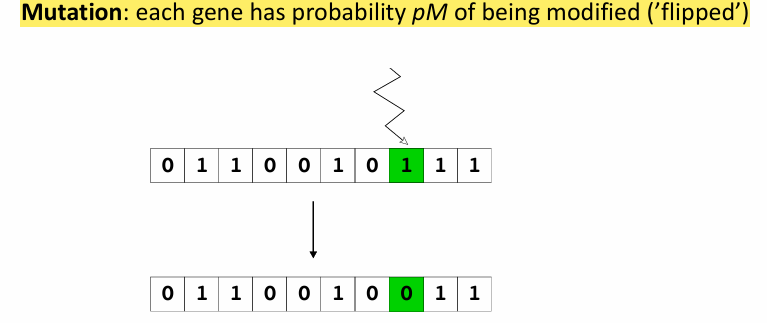 Mutation: each gene has probability pM of being modified (’flipped’)
0 1 1 0 0 1 0 1 1 1
0 1 1 0 0 1 0 0 1 1